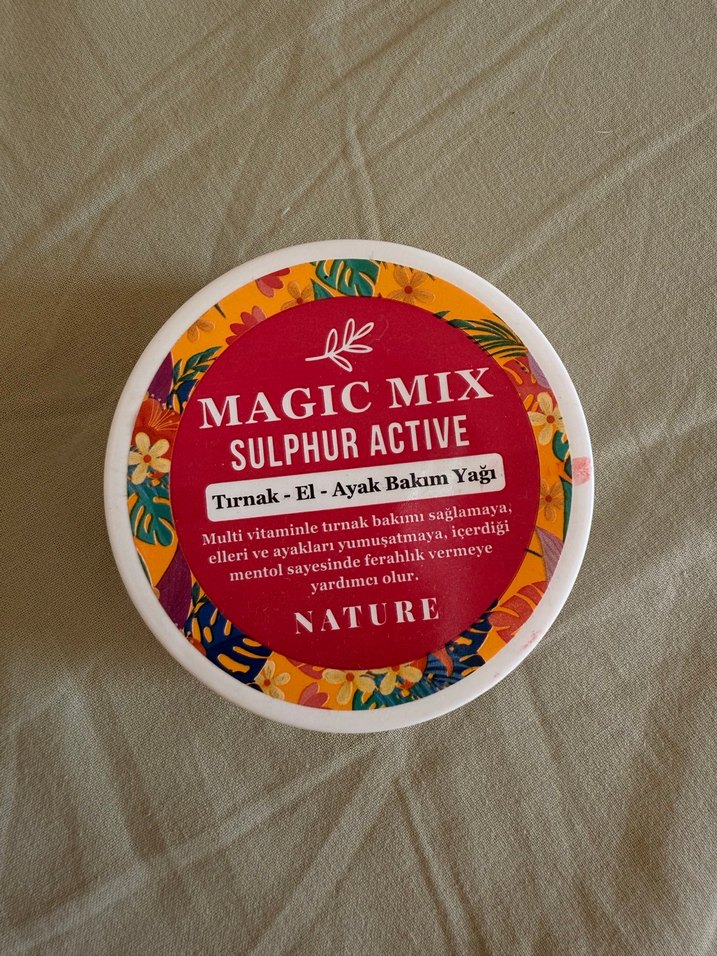 MAGIC MIX
SULPHUR ACTIVE
Tırnak - El - Ayak Bakım Yağı
Multi vitaminle tırnak bakımı sağlamaya,
elleri ve ayakları yumuşatmaya, içerdiği
mentol sayesinde ferahlık vermeye
yardımcı olur.
NATURE